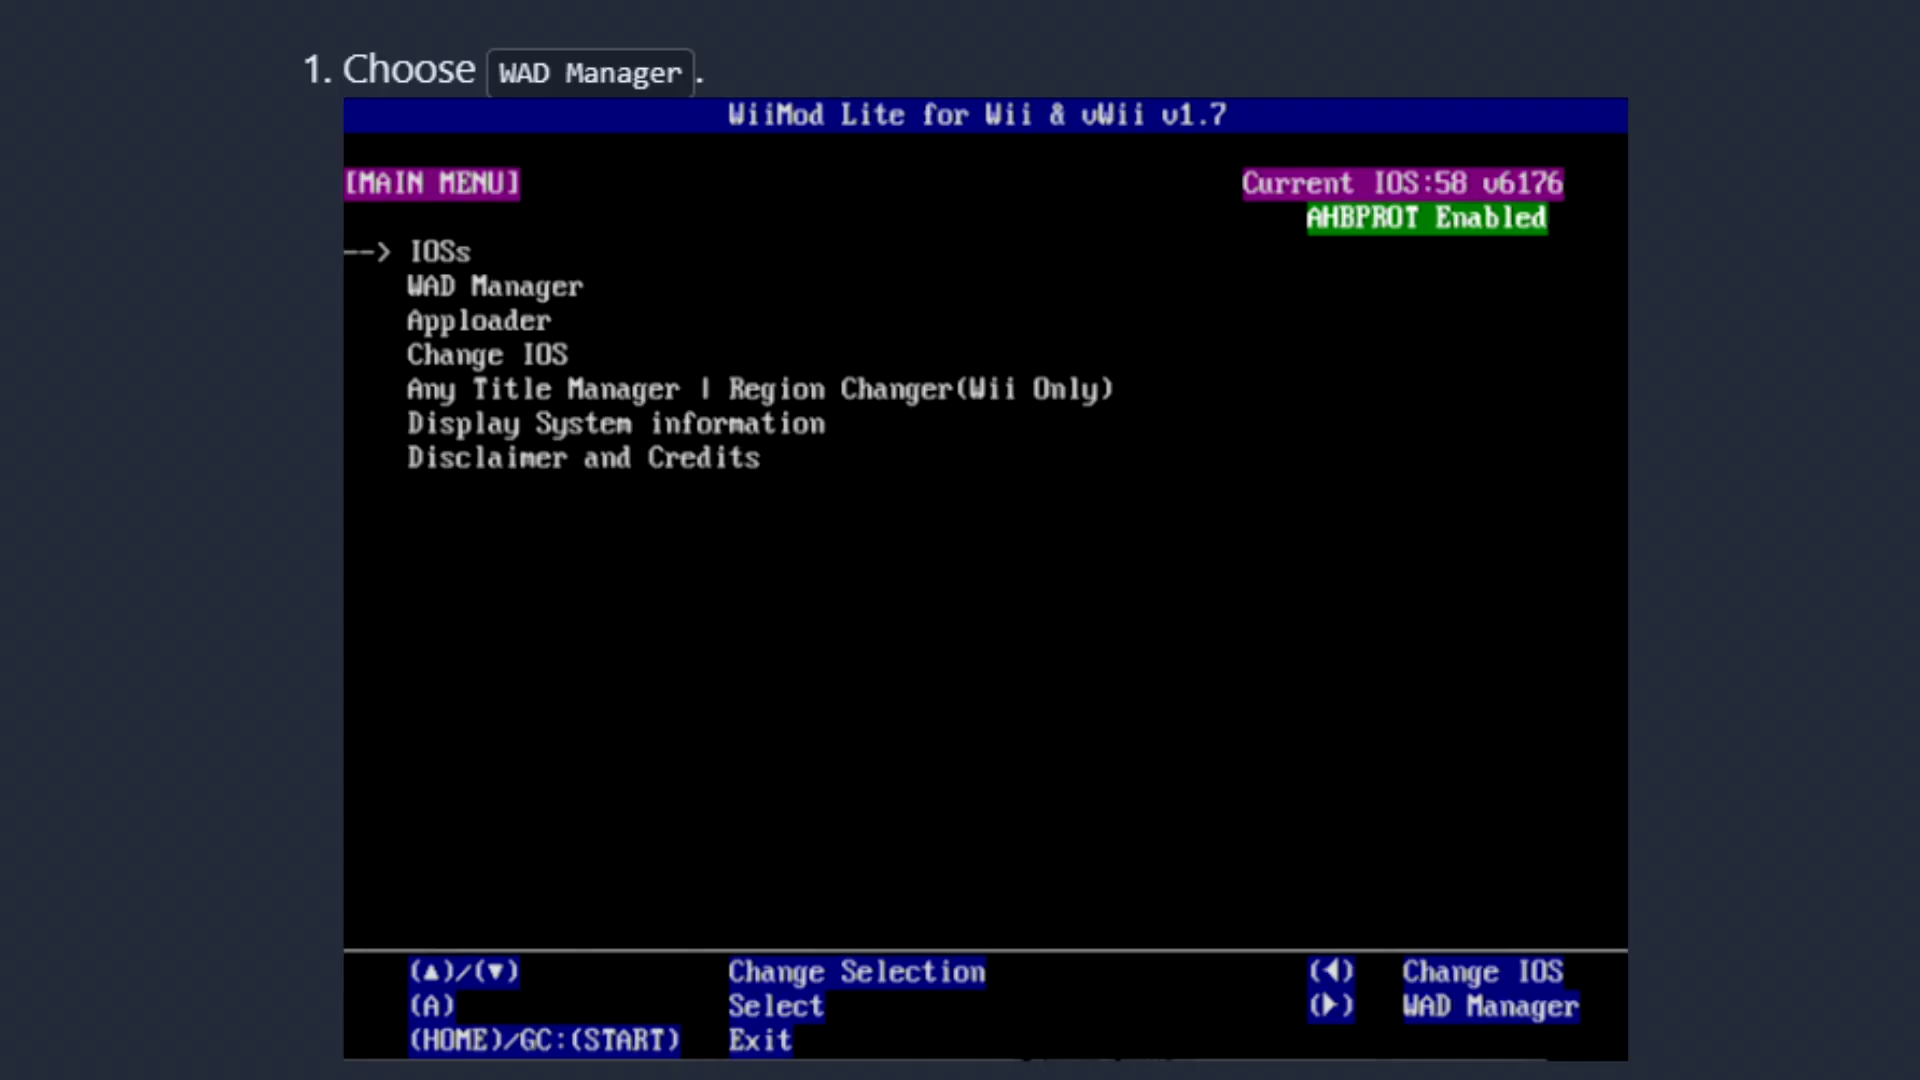 1. Choose WAD Manager.
WiiMod Lite for Wii & vWii v1.7
[MAIN MENU] Current IOS:58 v6176
AHBPROT Enabled
--> IOSs
WAD Manager
Apploader
Change IOS
Any Title Manager | Region Changer(Wii Only)
Display System information
Disclaimer and Credits
(▲)/(▼) Change Selection (◀) Change IOS
(A) Select (▶) WAD Manager
(HOME)/GC:(START) Exit